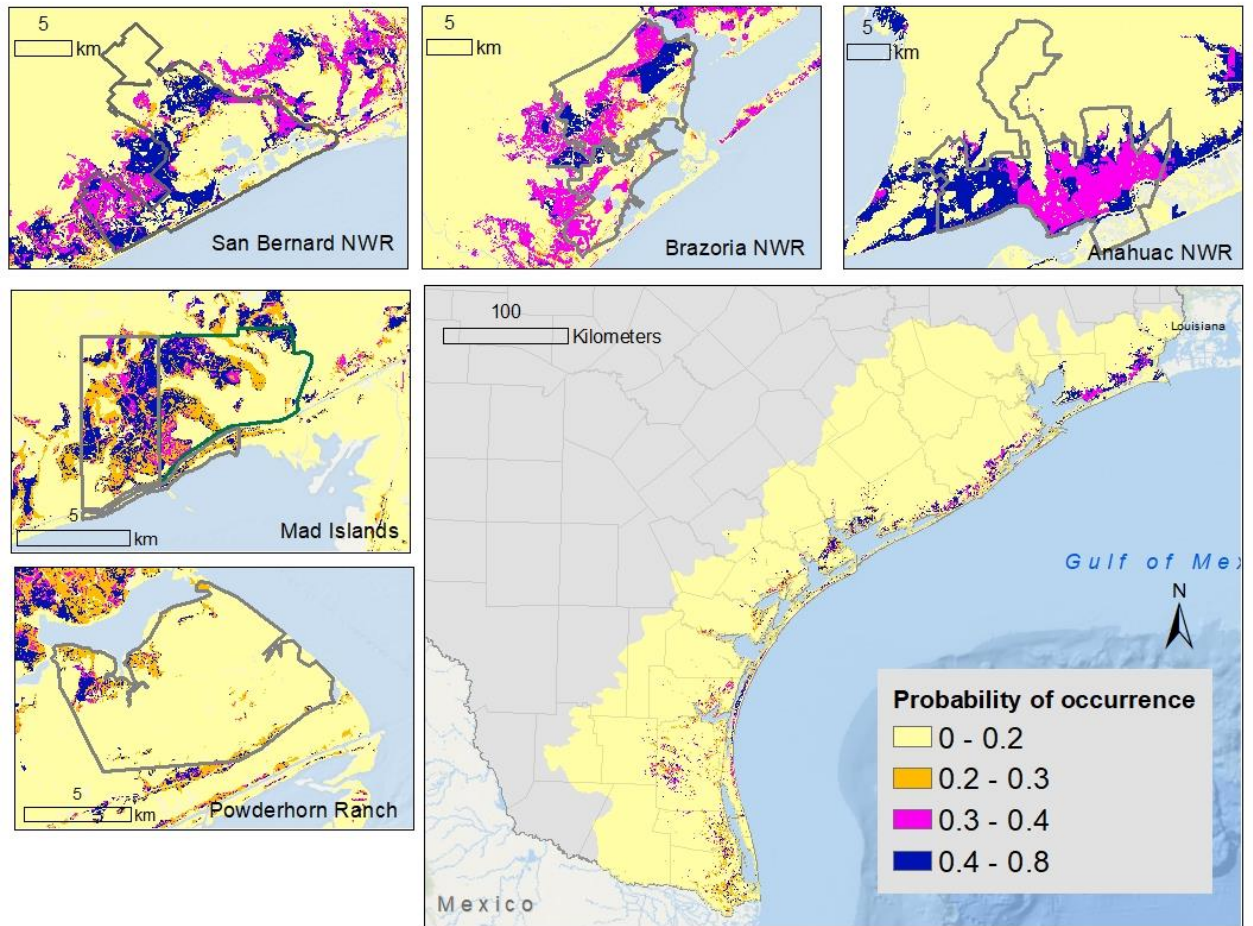 5
km
San Bernard NWR
5
km
Brazoria NWR
5
km
Anahuac NWR
5
km
Mad Islands
5
km
Powderhorn Ranch
100
Kilometers
Louisiana
Gulf of Mex
N
Mexico
Probability of occurrence
0 - 0.2
0.2 - 0.3
0.3 - 0.4
0.4 - 0.8